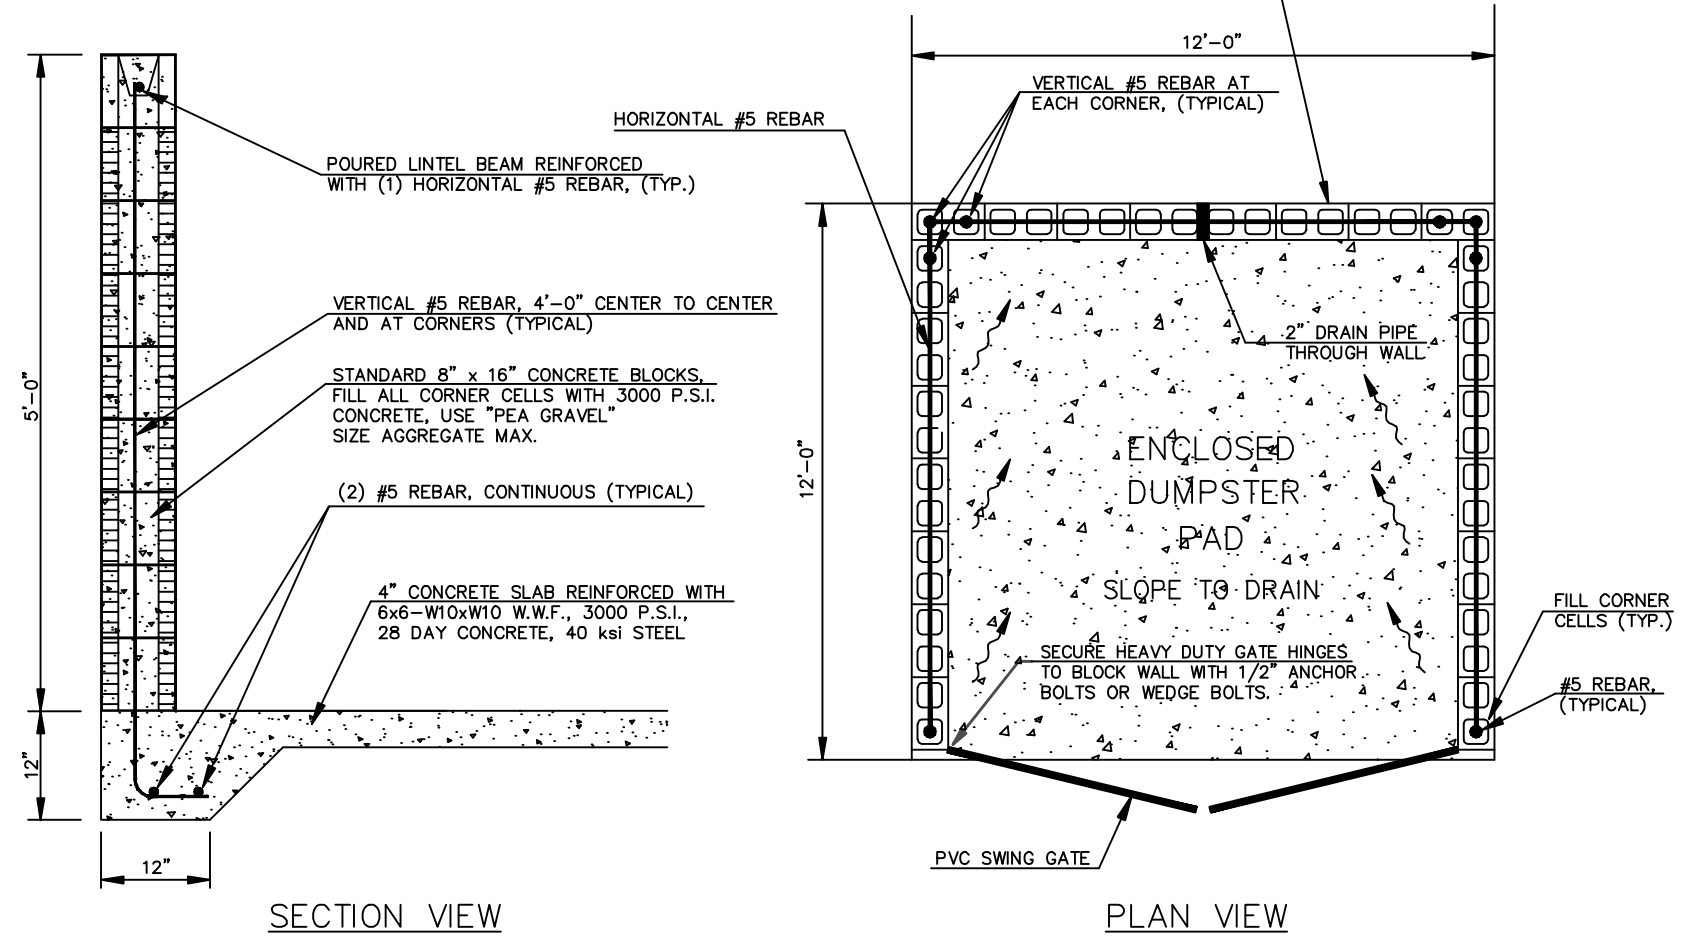 5'-0"
12"
12"
POURED LINTEL BEAM REINFORCED
WITH (1) HORIZONTAL #5 REBAR, (TYP.)
VERTICAL #5 REBAR, 4'-0" CENTER TO CENTER
AND AT CORNERS (TYPICAL)
STANDARD 8" x 16" CONCRETE BLOCKS,
FILL ALL CORNER CELLS WITH 3000 P.S.I.
CONCRETE, USE "PEA GRAVEL"
SIZE AGGREGATE MAX.
(2) #5 REBAR, CONTINUOUS (TYPICAL)
4" CONCRETE SLAB REINFORCED WITH
6x6-W10xW10 W.W.F., 3000 P.S.I.,
28 DAY CONCRETE, 40 ksi STEEL
SECTION VIEW
12'-0"
VERTICAL #5 REBAR AT
EACH CORNER, (TYPICAL)
HORIZONTAL #5 REBAR
12'-0"
2" DRAIN PIPE
THROUGH WALL
ENCLOSED
DUMPSTER
PAD
SLOPE TO DRAIN
SECURE HEAVY DUTY GATE HINGES
TO BLOCK WALL WITH 1/2" ANCHOR
BOLTS OR WEDGE BOLTS.
FILL CORNER
CELLS (TYP.)
#5 REBAR,
(TYPICAL)
PVC SWING GATE
PLAN VIEW